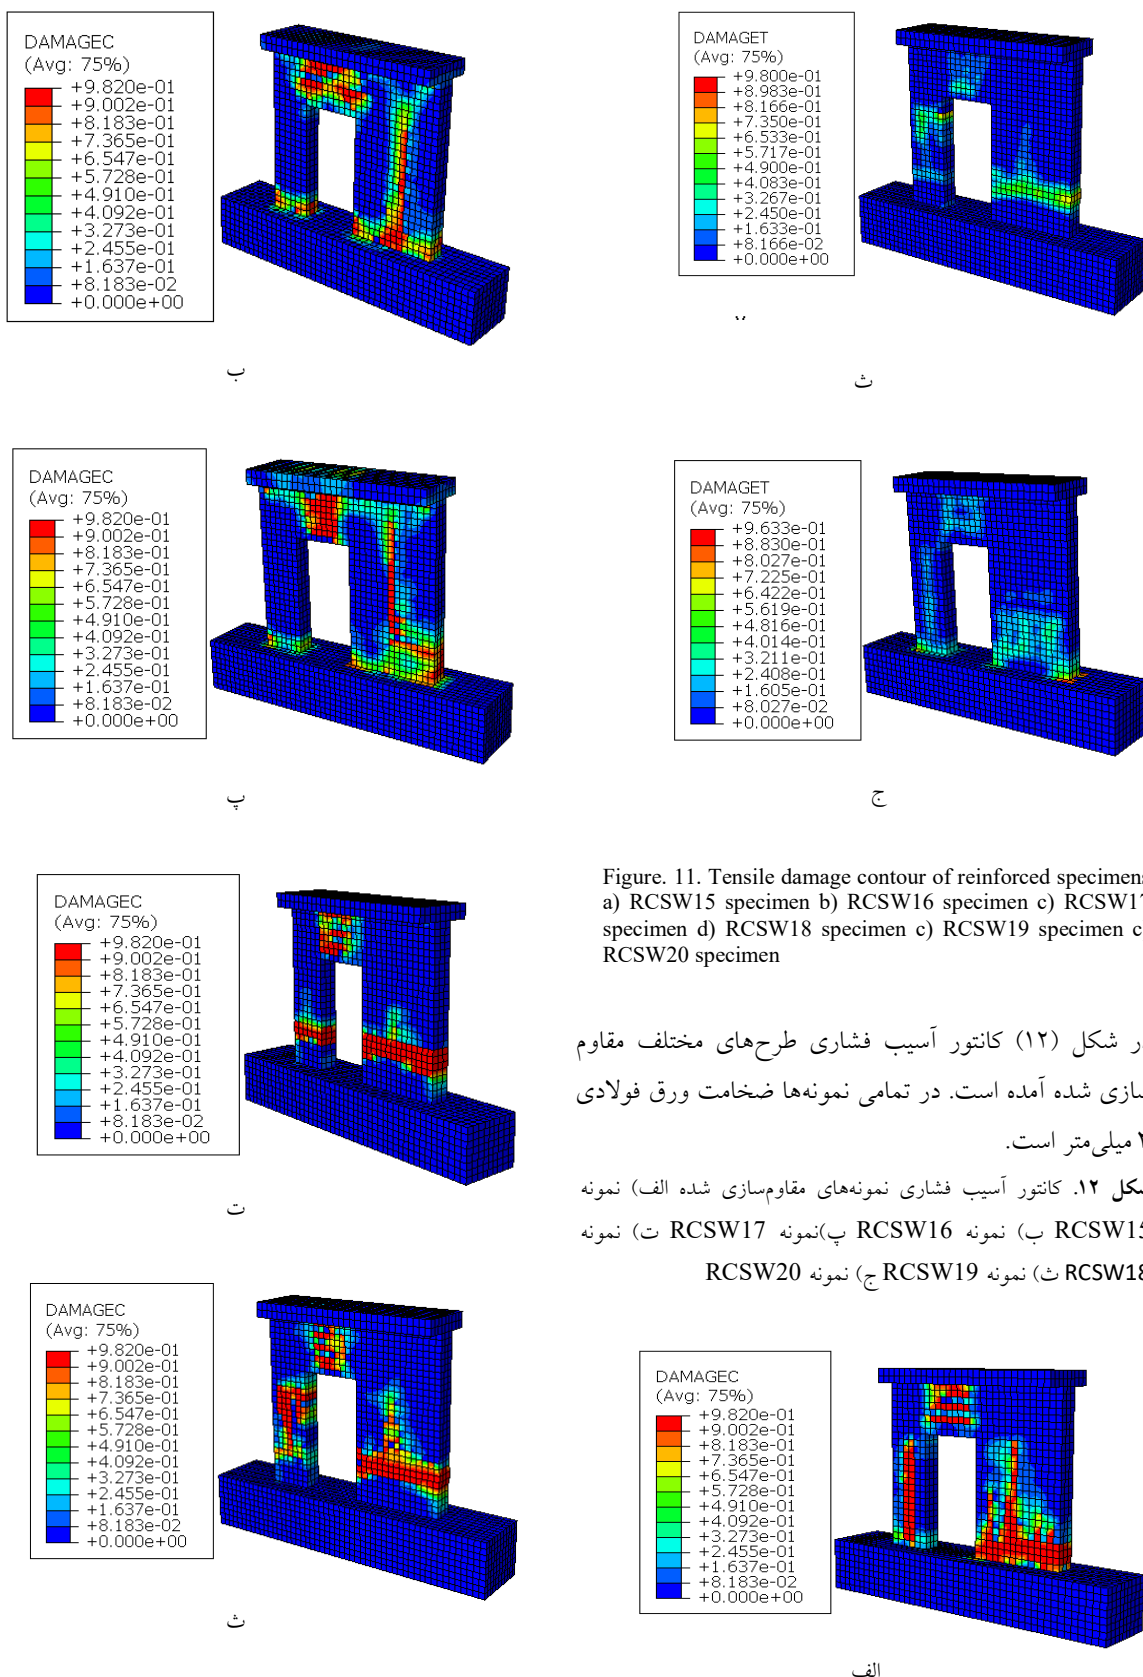 DAMAGET
(Avg: 75%)
+9.800e-01
+8.983e-01
+8.166e-01
+7.350e-01
+6.533e-01
+5.717e-01
+4.900e-01
+4.083e-01
+3.267e-01
+2.450e-01
+1.633e-01
+8.166e-02
+0.000e+00
ث
DAMAGET
(Avg: 75%)
+9.633e-01
+8.830e-01
+8.027e-01
+7.225e-01
+6.422e-01
+5.619e-01
+4.816e-01
+4.014e-01
+3.211e-01
+2.408e-01
+1.605e-01
+8.027e-02
+0.000e+00
ج
Figure. 11. Tensile damage contour of reinforced specimens
a) RCSW15 specimen b) RCSW16 specimen c) RCSW17
specimen d) RCSW18 specimen c) RCSW19 specimen c
RCSW20 specimen
شکل (۱۲) کانتور آسیب فشاری طرح‌های مختلف مقاوم
سازی شده آمده است. در تمامی نمونه‌ها ضخامت ورق فولادی
میلی‌متر است.
شکل ۱۲. کانتور آسیب فشاری نمونه‌های مقاوم‌سازی شده الف) نمونه
RCSW15 ب) نمونه RCSW16 پ)نمونه RCSW17 ت) نمونه
RCSW18 ث) نمونه RCSW19 ج) نمونه RCSW20
DAMAGEC
(Avg: 75%)
+9.820e-01
+9.002e-01
+8.183e-01
+7.365e-01
+6.547e-01
+5.728e-01
+4.910e-01
+4.092e-01
+3.273e-01
+2.455e-01
+1.637e-01
+8.183e-02
+0.000e+00
الف
DAMAGEC
(Avg: 75%)
+9.820e-01
+9.002e-01
+8.183e-01
+7.365e-01
+6.547e-01
+5.728e-01
+4.910e-01
+4.092e-01
+3.273e-01
+2.455e-01
+1.637e-01
+8.183e-02
+0.000e+00
ب
DAMAGEC
(Avg: 75%)
+9.820e-01
+9.002e-01
+8.183e-01
+7.365e-01
+6.547e-01
+5.728e-01
+4.910e-01
+4.092e-01
+3.273e-01
+2.455e-01
+1.637e-01
+8.183e-02
+0.000e+00
پ
DAMAGEC
(Avg: 75%)
+9.820e-01
+9.002e-01
+8.183e-01
+7.365e-01
+6.547e-01
+5.728e-01
+4.910e-01
+4.092e-01
+3.273e-01
+2.455e-01
+1.637e-01
+8.183e-02
+0.000e+00
ت
DAMAGEC
(Avg: 75%)
+9.820e-01
+9.002e-01
+8.183e-01
+7.365e-01
+6.547e-01
+5.728e-01
+4.910e-01
+4.092e-01
+3.273e-01
+2.455e-01
+1.637e-01
+8.183e-02
+0.000e+00
ث